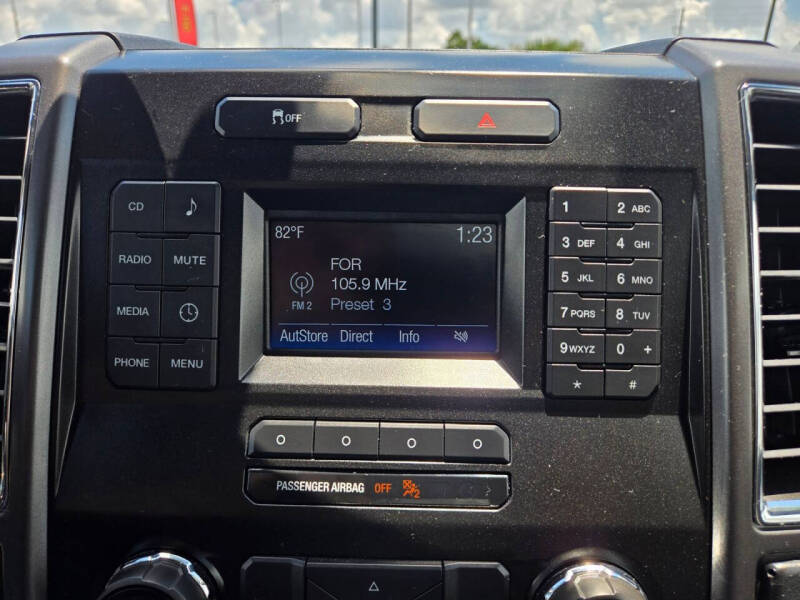 OFF
CD
RADIO MUTE
MEDIA
PHONE MENU
82°F 1:23
FOR
105.9 MHz
FM 2
Preset 3
AutStore Direct Info
1 2 ABC
3 DEF 4 GHI
5 JKL 6 MNO
7 PQRS 8 TUV
9 WXYZ 0 +
* #
O O O O
PASSENGER AIRBAG OFF 2